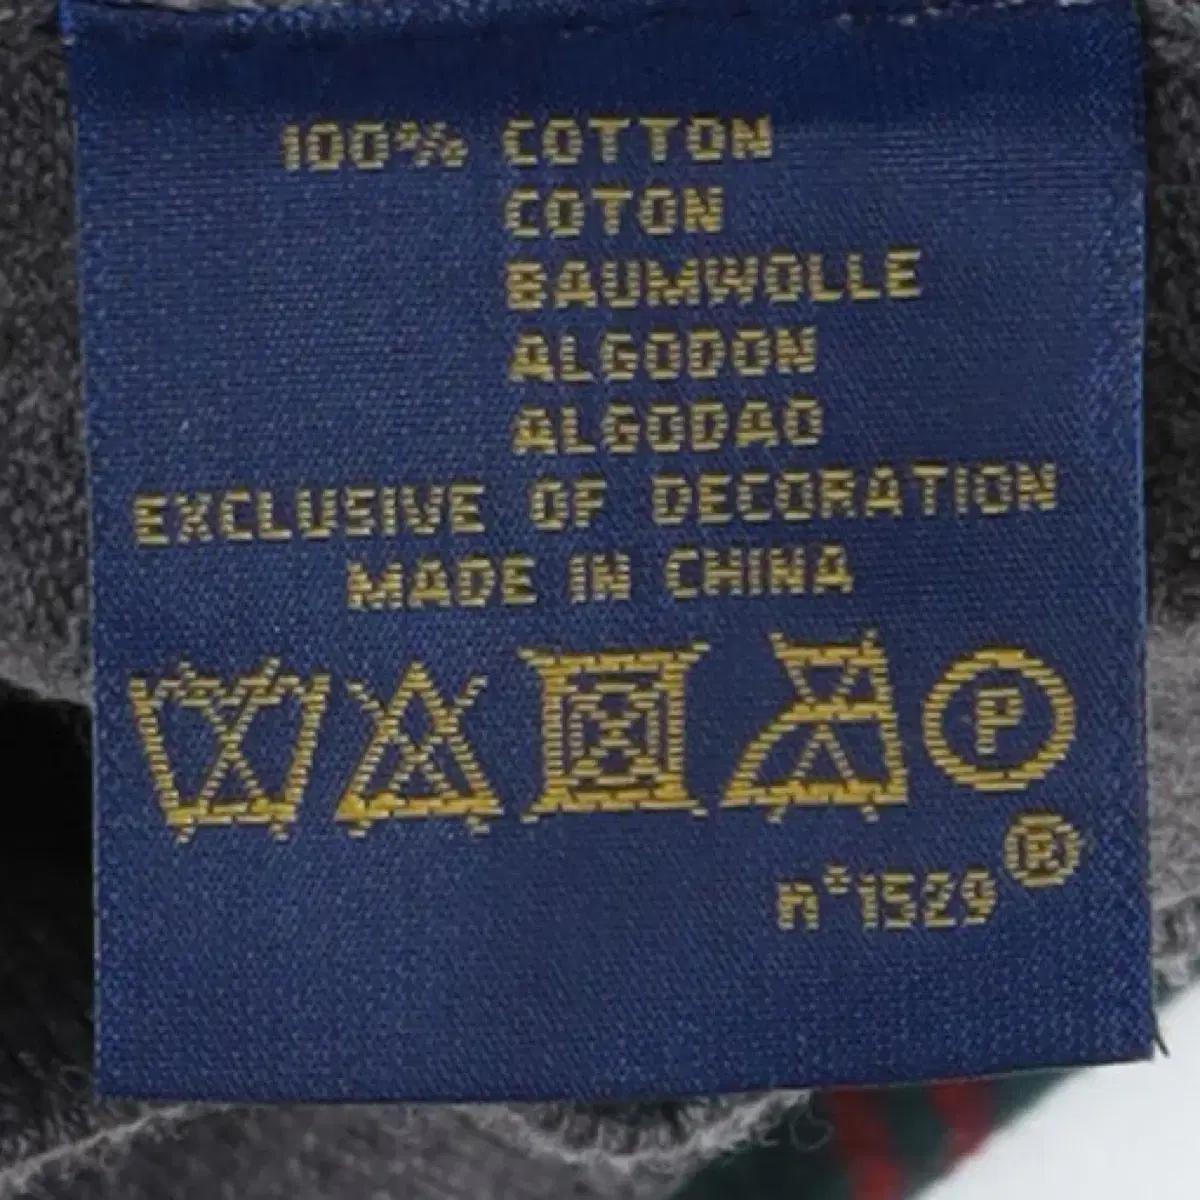 100% COTTON
COTON
BAUMWOLLE
ALGODON
ALGODAO
EXCLUSIVE OF DECORATION
MADE IN CHINA
P
n°1529®